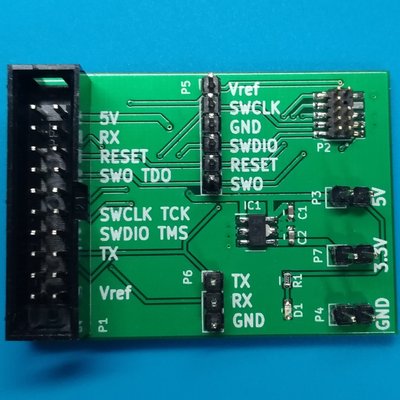 5V
RX
RESET
SWO TDO
SWCLK TCK
SWDIO TMS
TX
Vref
P1
P5
Vref
SWCLK
GND
SWDIO
RESET
SWO
P2
IC1
C1
C2
P3
5V
P7
3.3V
P6
TX
RX
GND
R1
D1
P4
GND